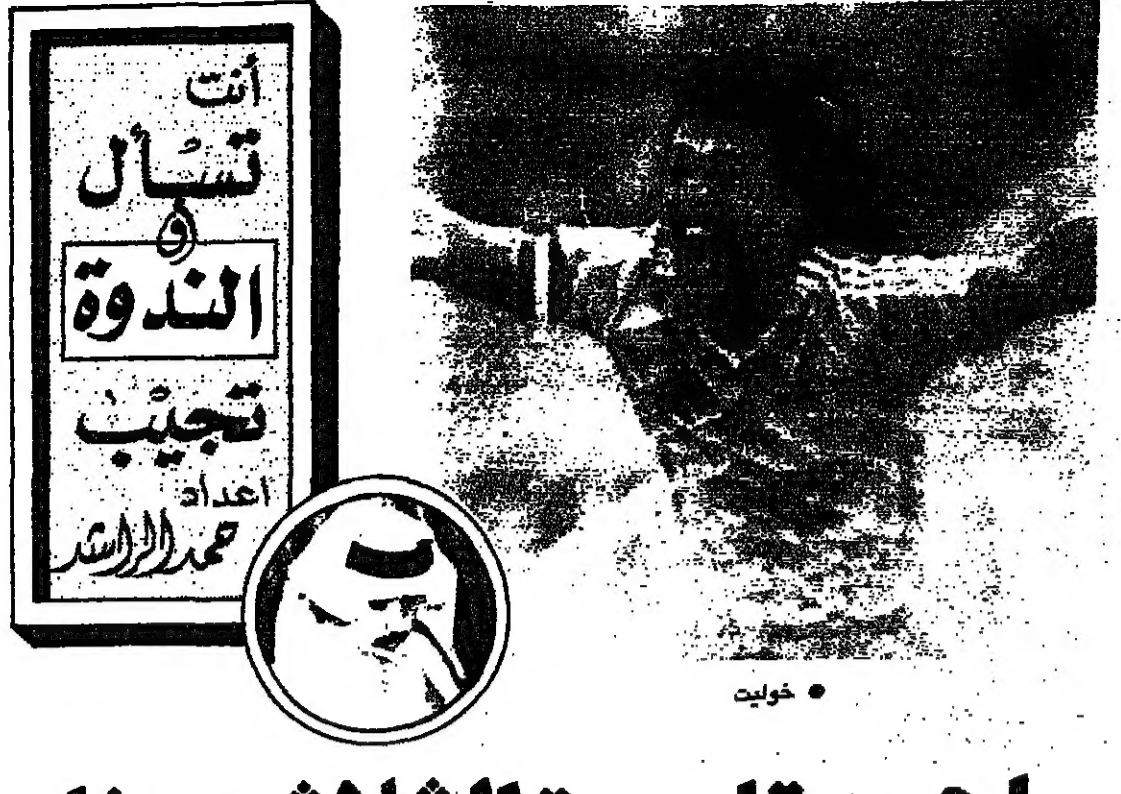 أنت
تسأل
و
الندوة
تجيب
اعداد
حمد الراشد
● خوليت